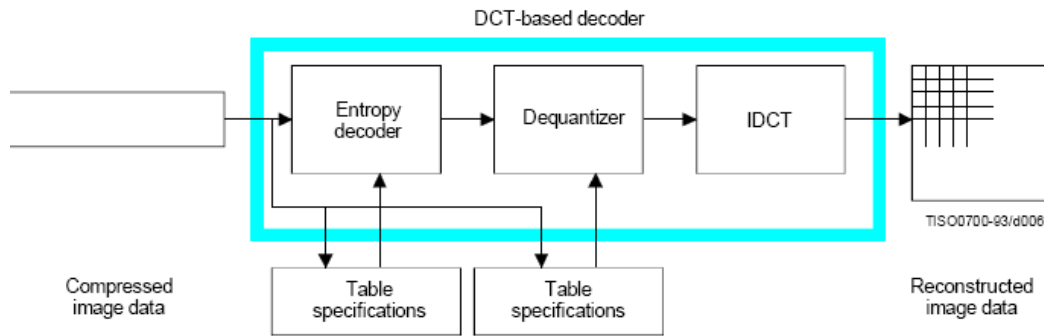 DCT-based decoder
Entropy
decoder
Dequantizer
IDCT
TISO0700-93/d006
Compressed
image data
Table
specifications
Table
specifications
Reconstructed
image data